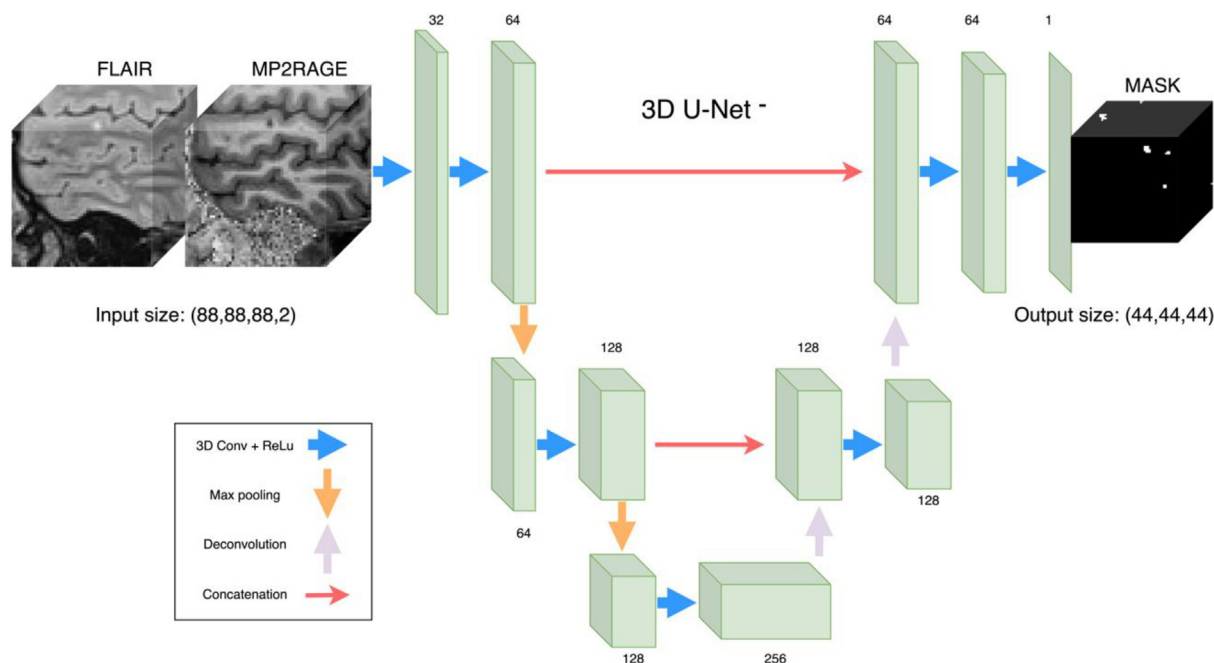 32
64
64
64
1
FLAIR
MP2RAGE
3D U-Net -
MASK
Input size: (88,88,88,2)
Output size: (44,44,44)
128
128
64
128
128
256
3D Conv + ReLu
Max pooling
Deconvolution
Concatenation